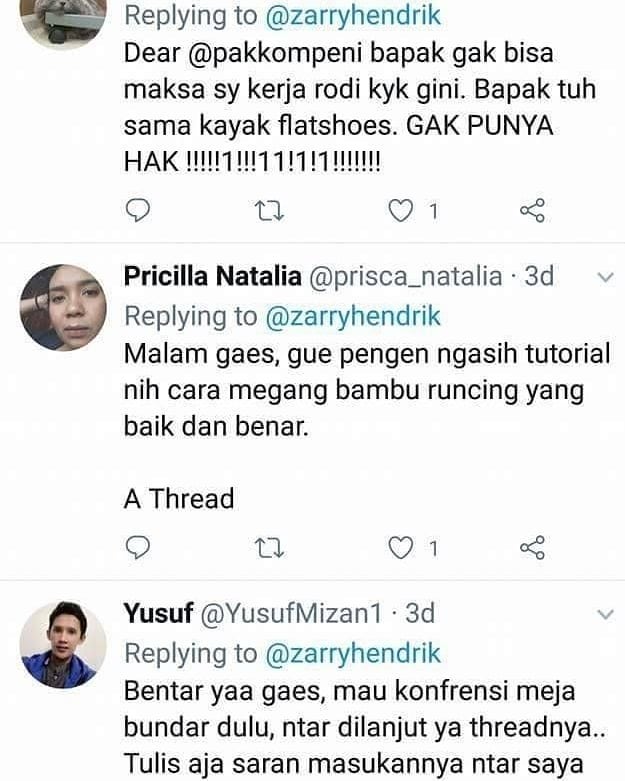 Replying to @zarryhendrik
Dear @pakkompeni bapak gak bisa
maksa sy kerja rodi kyk gini. Bapak tuh
sama kayak flatshoes. GAK PUNYA
HAK !!!!!1!!!11!1!1!!!!!!!
1
Pricilla Natalia @prisca_natalia · 3d
Replying to @zarryhendrik
Malam gaes, gue pengen ngasih tutorial
nih cara megang bambu runcing yang
baik dan benar.
A Thread
1
Yusuf @YusufMizan1 · 3d
Replying to @zarryhendrik
Bentar yaa gaes, mau konfrensi meja
bundar dulu, ntar dilanjut ya threadnya..
Tulis aja saran masukannya ntar saya